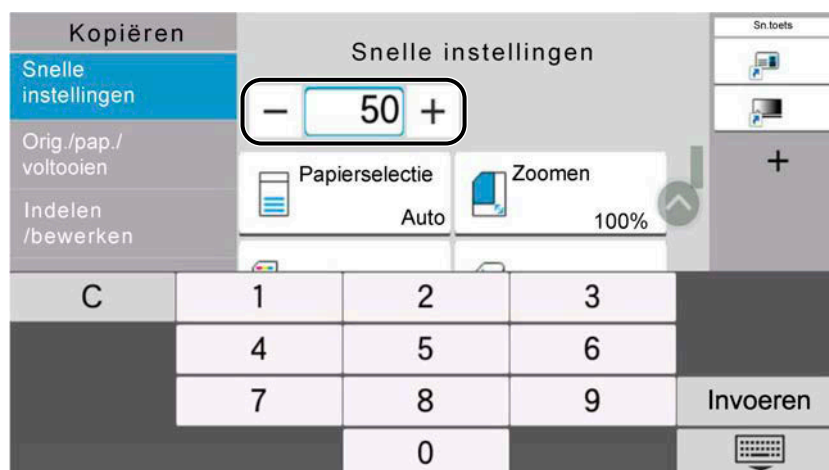 Kopiëren
Snelle
instellingen
Orig./pap./
voltooien
Indelen
/bewerken
Snelle instellingen
− 50 +
Papierselectie
Auto
Zoomen
100%
Sn.toets
+
C 1 2 3
4 5 6
7 8 9 Invoeren
0